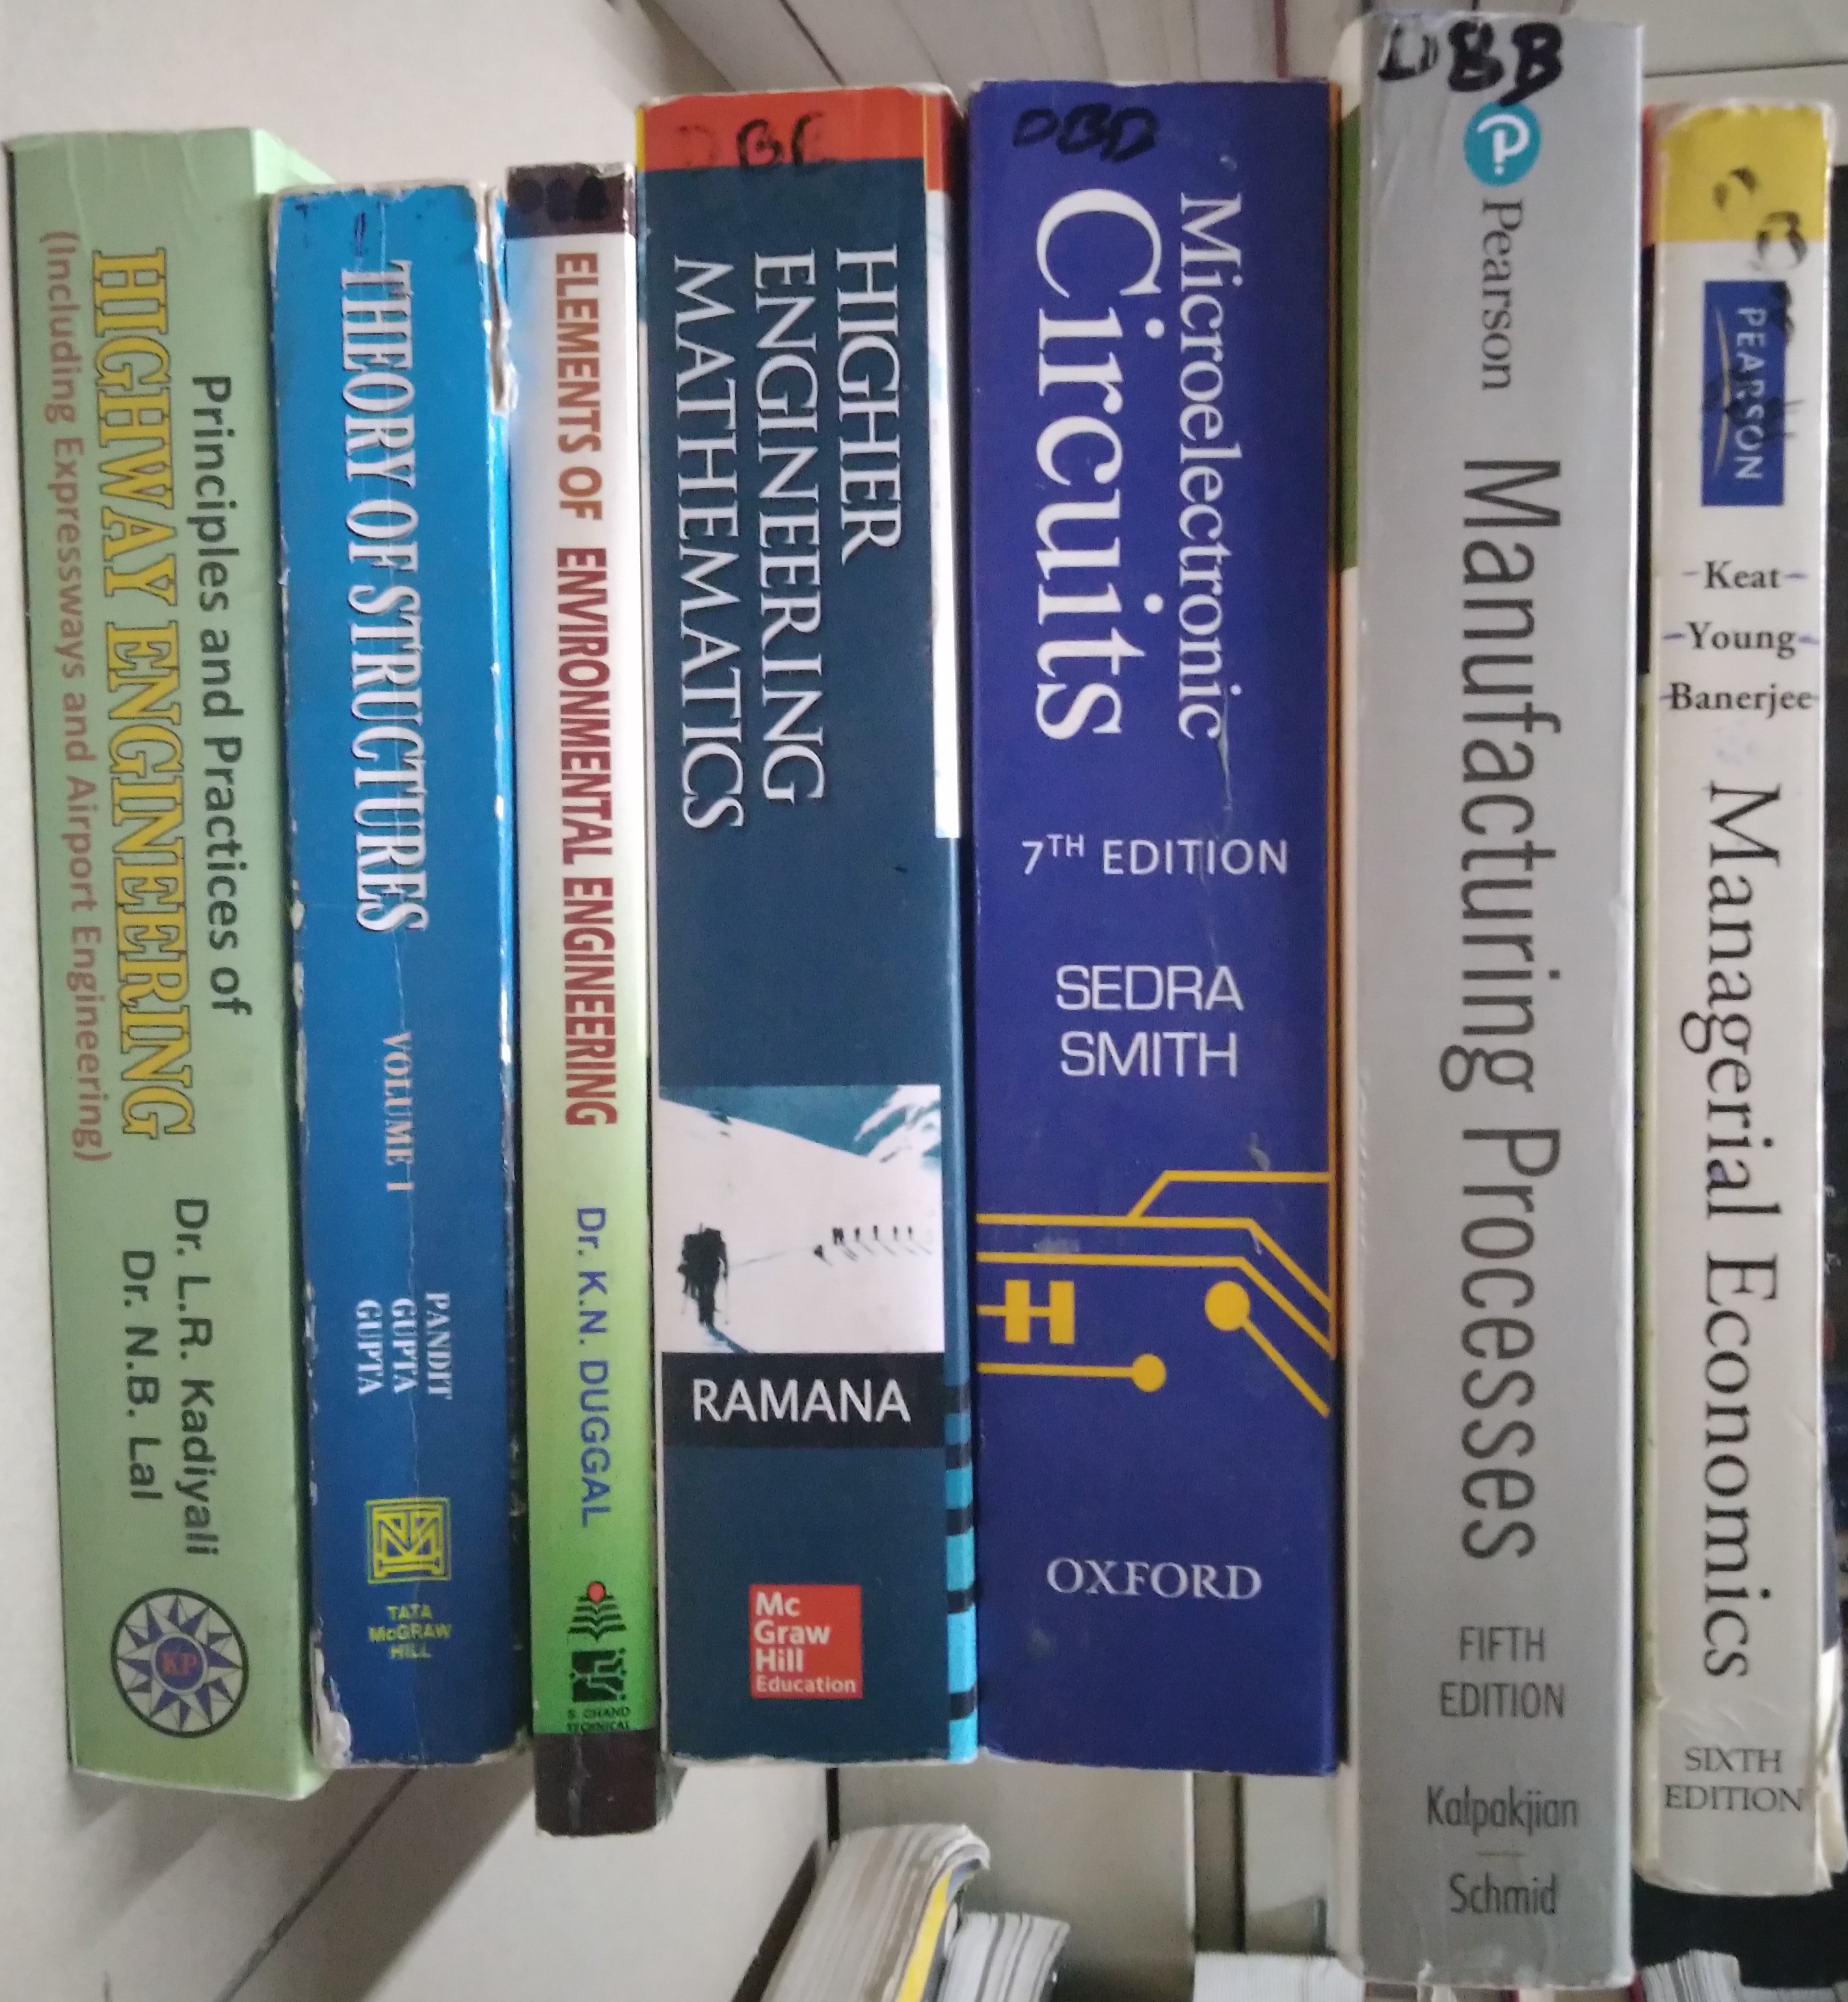 Principles and Practices of
HIGHWAY ENGINEERING
(Including Expressways and Airport Engineering)
Dr. L.R. Kadiyali
Dr. N.B. Lal
KP
THEORY OF STRUCTURES
VOLUME I
PANDIT
GUPTA
GUPTA
TATA
McGRAW
HILL
ELEMENTS OF ENVIRONMENTAL ENGINEERING
Dr. K.N. DUGGAL
S. CHAND
TECHNICAL
HIGHER
ENGINEERING
MATHEMATICS
RAMANA
Mc
Graw
Hill
Education
DBD
Microelectronic
Circuits
7TH EDITION
SEDRA
SMITH
OXFORD
DBB
P
Pearson
Manufacturing Processes
FIFTH
EDITION
Kalpakjian
Schmid
PEARSON
Keat
Young
Banerjee
Managerial Economics
SIXTH
EDITION